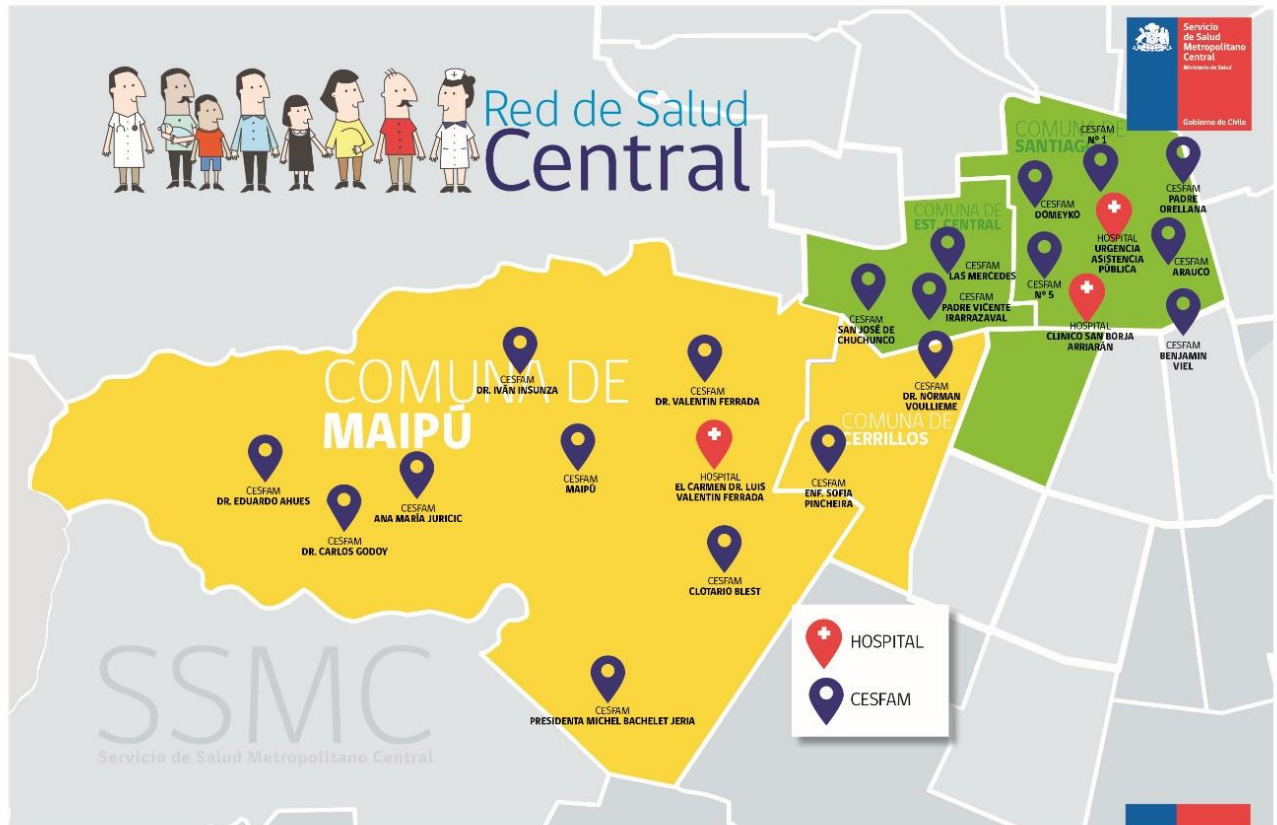 Servicio
de Salud
Metropolitano
Central
Ministerio de Salud
Gobierno de Chile
Red de Salud
Central
COMUNA DE
SANTIAG
CESFAM
Nº 1
CESFAM
DOMEYKO
CESFAM
PADRE
ORELLANA
HOSPITAL
URGENCIA
ASISTENCIA
PÚBLICA
CESFAM
ARAUCO
CESFAM
Nº 5
HOSPITAL
CLINICO SAN BORJA
ARRIARÁN
CESFAM
BENJAMIN
VIEL
COMUNA DE
EST. CENTRAL
CESFAM
LAS MERCEDES
CESFAM
PADRE VICENTE
IRARRAZAVAL
CESFAM
SAN JOSÉ DE
CHUCHUNCO
CESFAM
DR. NORMAN
VOULLIEME
COMUNA DE
CERRILLOS
CESFAM
ENF. SOFIA
PINCHEIRA
COMUNA DE
MAIPÚ
CESFAM
DR. IVÁN INSUNZA
CESFAM
DR. VALENTIN FERRADA
CESFAM
MAIPÚ
HOSPITAL
EL CARMEN DR. LUIS
VALENTIN FERRADA
CESFAM
DR. EDUARDO AHUES
CESFAM
ANA MARÍA JURICIC
CESFAM
DR. CARLOS GODOY
CESFAM
CLOTARIO BLEST
CESFAM
PRESIDENTA MICHEL BACHELET JERIA
HOSPITAL
CESFAM
SSMC
Servicio de Salud Metropolitano Central